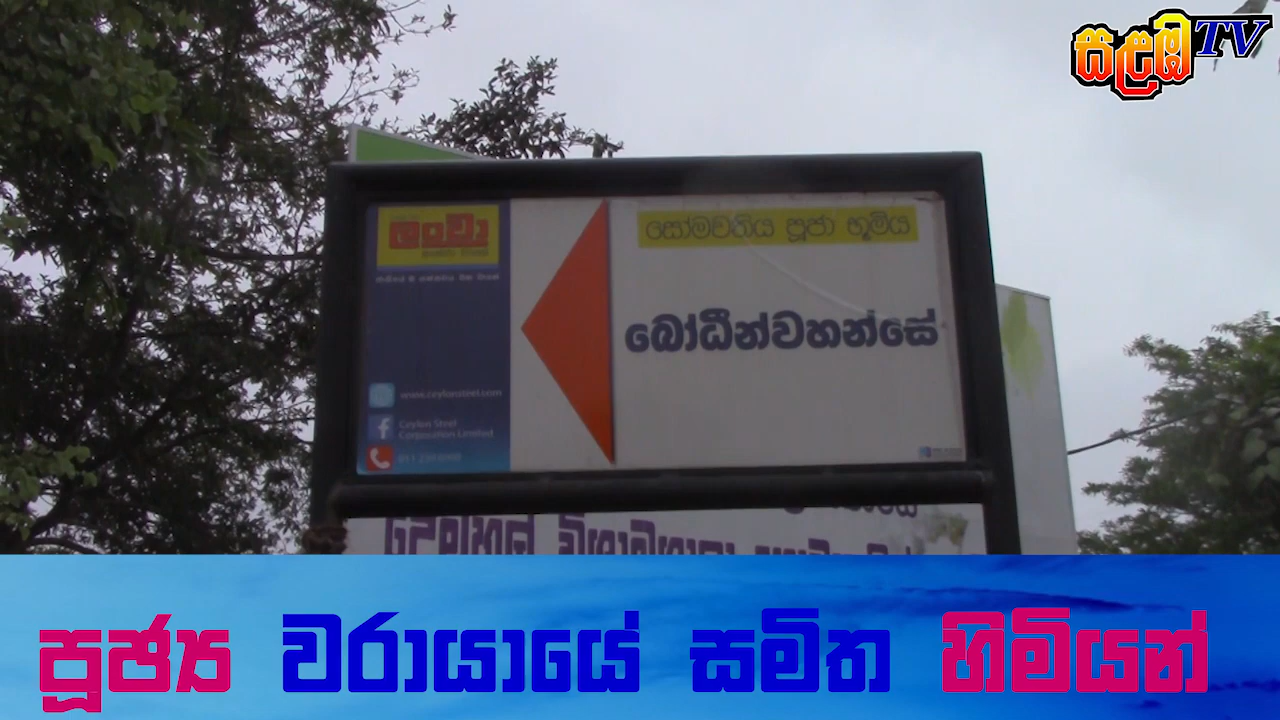 සළඹ TV
ලංවා
www.ceylonsteel.com
Ceylon Steel
Corporation Limited
සෝමවතිය පූජා භූමිය
බෝධීන්වහන්සේ
පූජ්‍ය වරායායේ සමිත හිමියන්